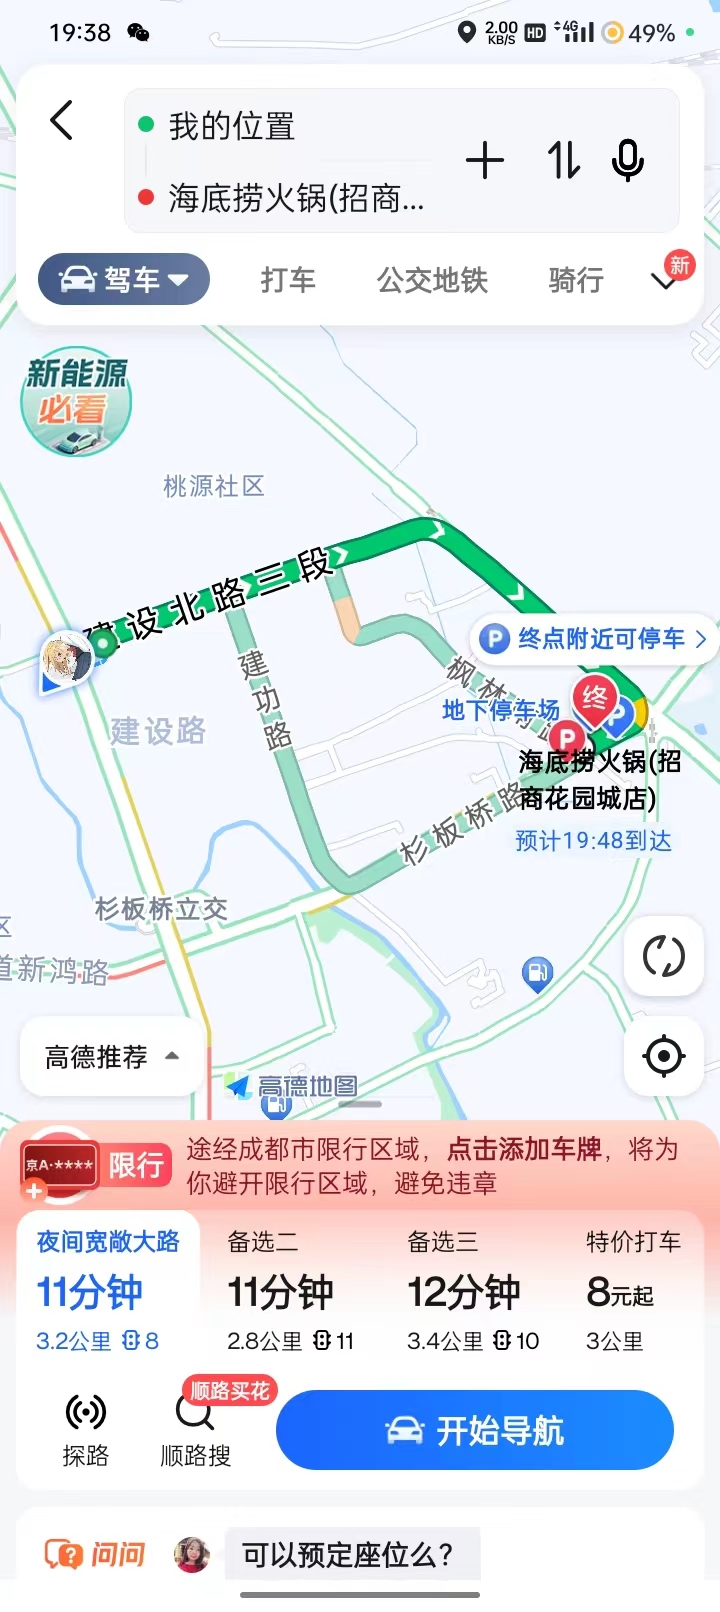 19:38
2.00 KB/S HD 4G 49%
我的位置
海底捞火锅(招商...
驾车
打车
公交地铁
骑行
新
新能源
必看
桃源社区
建设北路三段
终点附近可停车
建功路
枫林
终
地下停车场
P
建设路
海底捞火锅(招
商花园城店)
杉板桥路
预计19:48到达
杉板桥立交
区
道新鸿路
高德推荐
高德地图
京A·****
限行
途经成都市限行区域，点击添加车牌，将为
你避开限行区域，避免违章
夜间宽敞大路
11分钟
3.2公里 8
备选二
11分钟
2.8公里 11
备选三
12分钟
3.4公里 10
特价打车
8元起
3公里
探路
顺路买花
顺路搜
开始导航
问问
可以预定座位么？